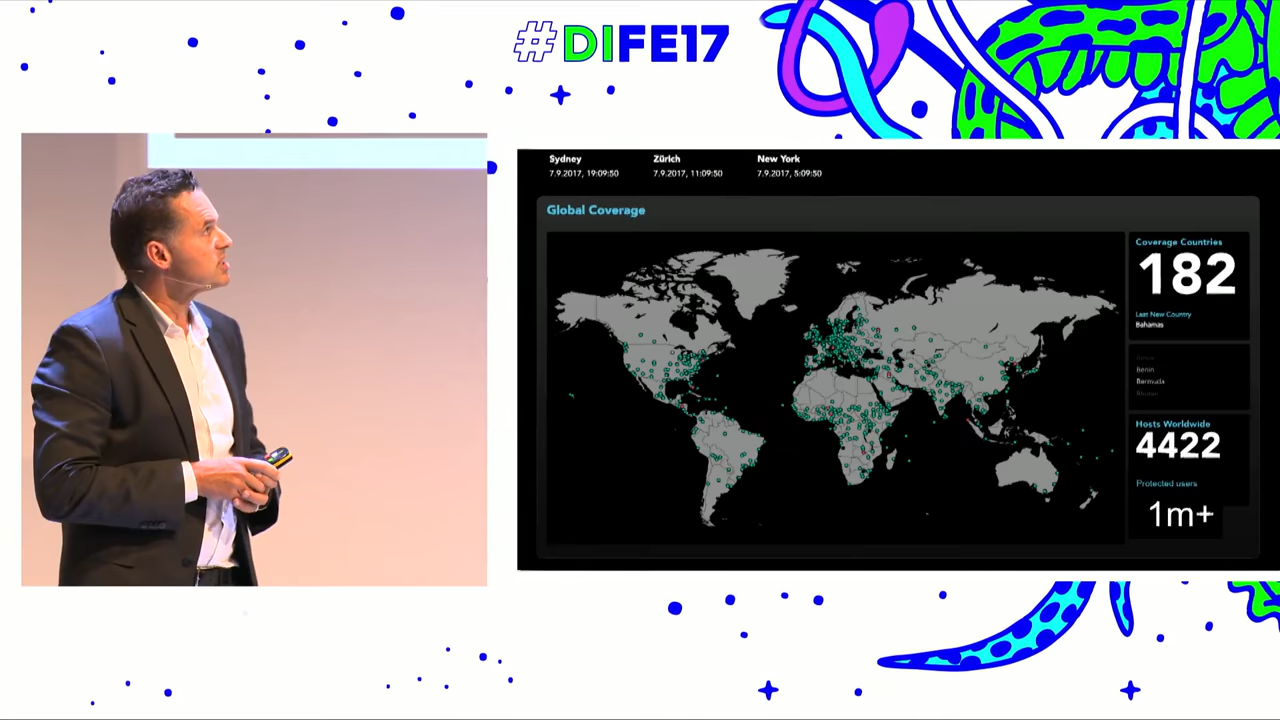 #DIFE17
Sydney
7.9.2017, 19:09:50
Zürich
7.9.2017, 11:09:50
New York
7.9.2017, 5:09:50
Global Coverage
Coverage Countries
182
Last New Country
Bahamas
Benin
Bermuda
Bhutan
Hosts Worldwide
4422
Protected users
1m+